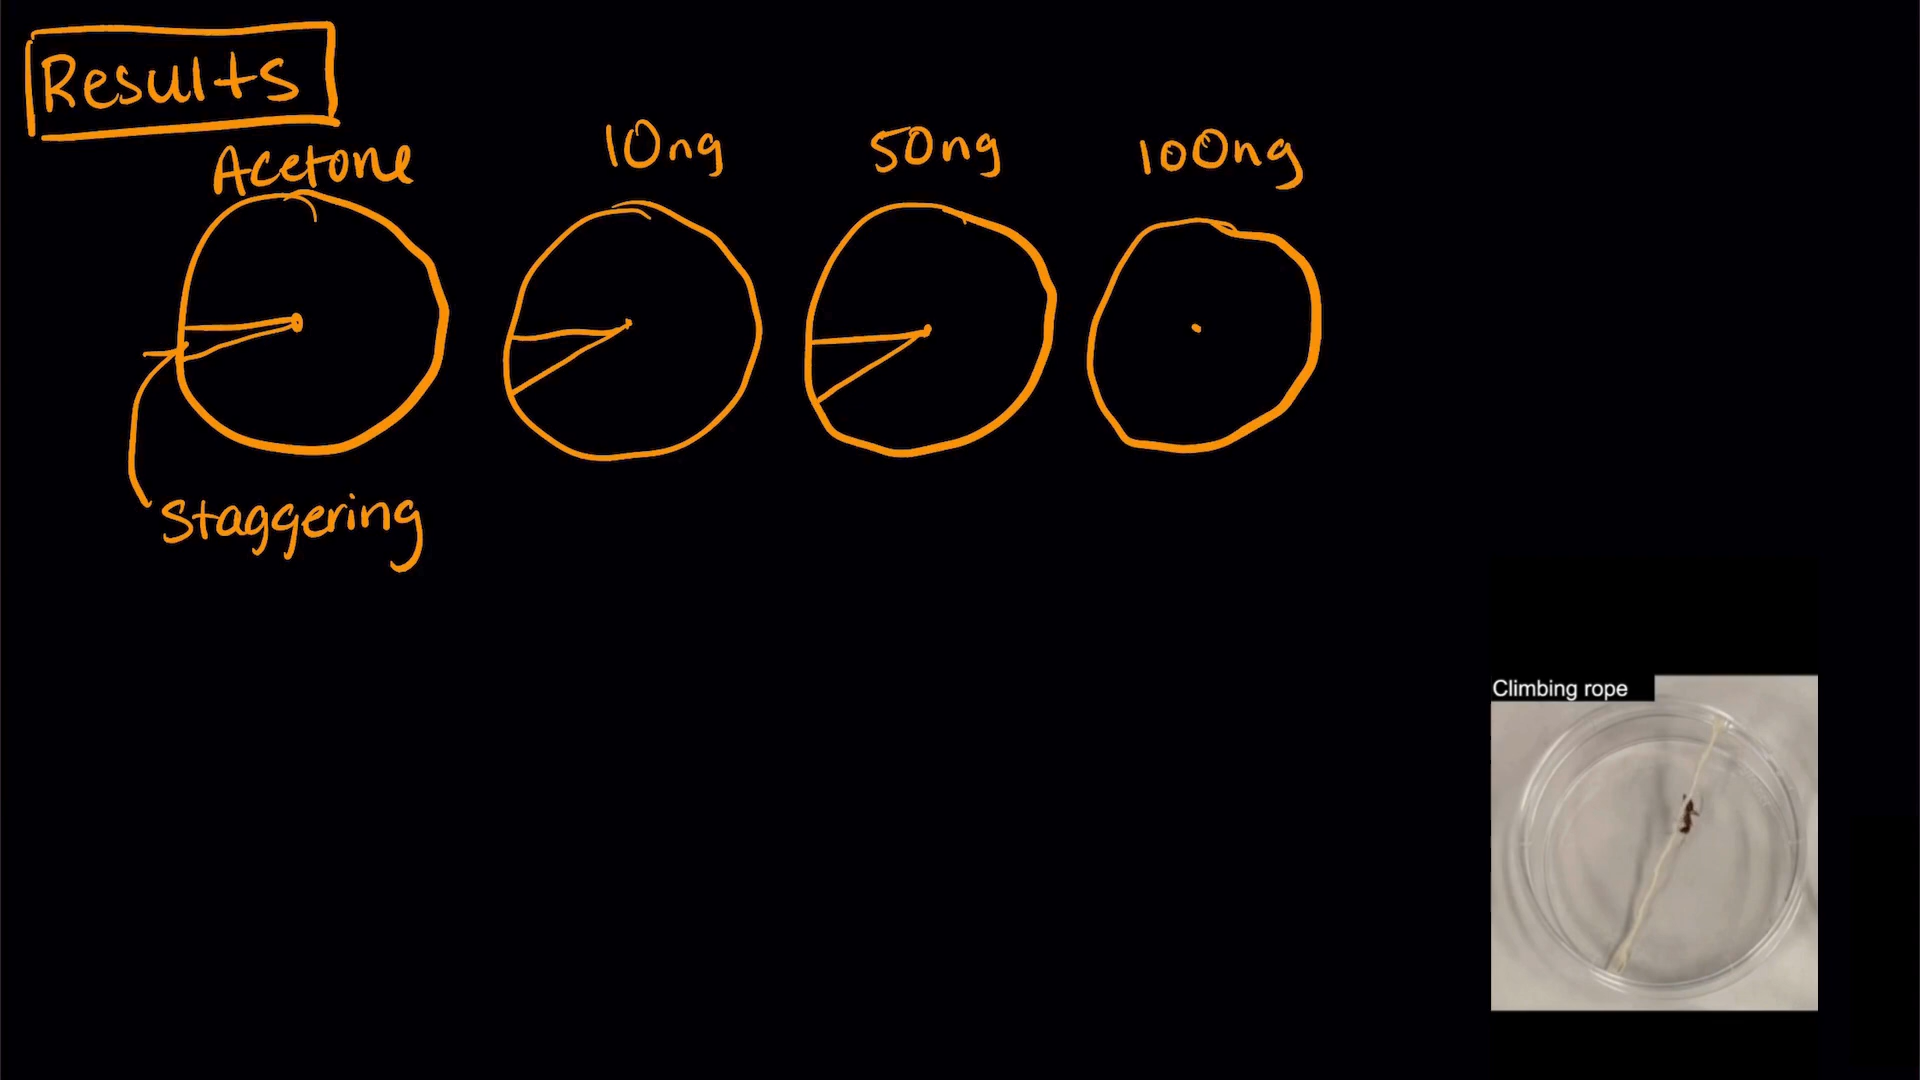 Results
Acetone
10ng
50ng
100ng
Staggering
Climbing rope